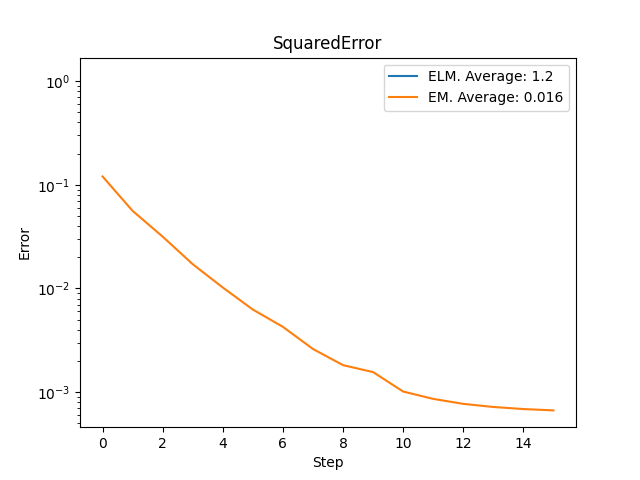 SquaredError
ELM. Average: 1.2
EM. Average: 0.016
10⁰
10⁻¹
10⁻²
10⁻³
Error
0 2 4 6 8 10 12 14
Step